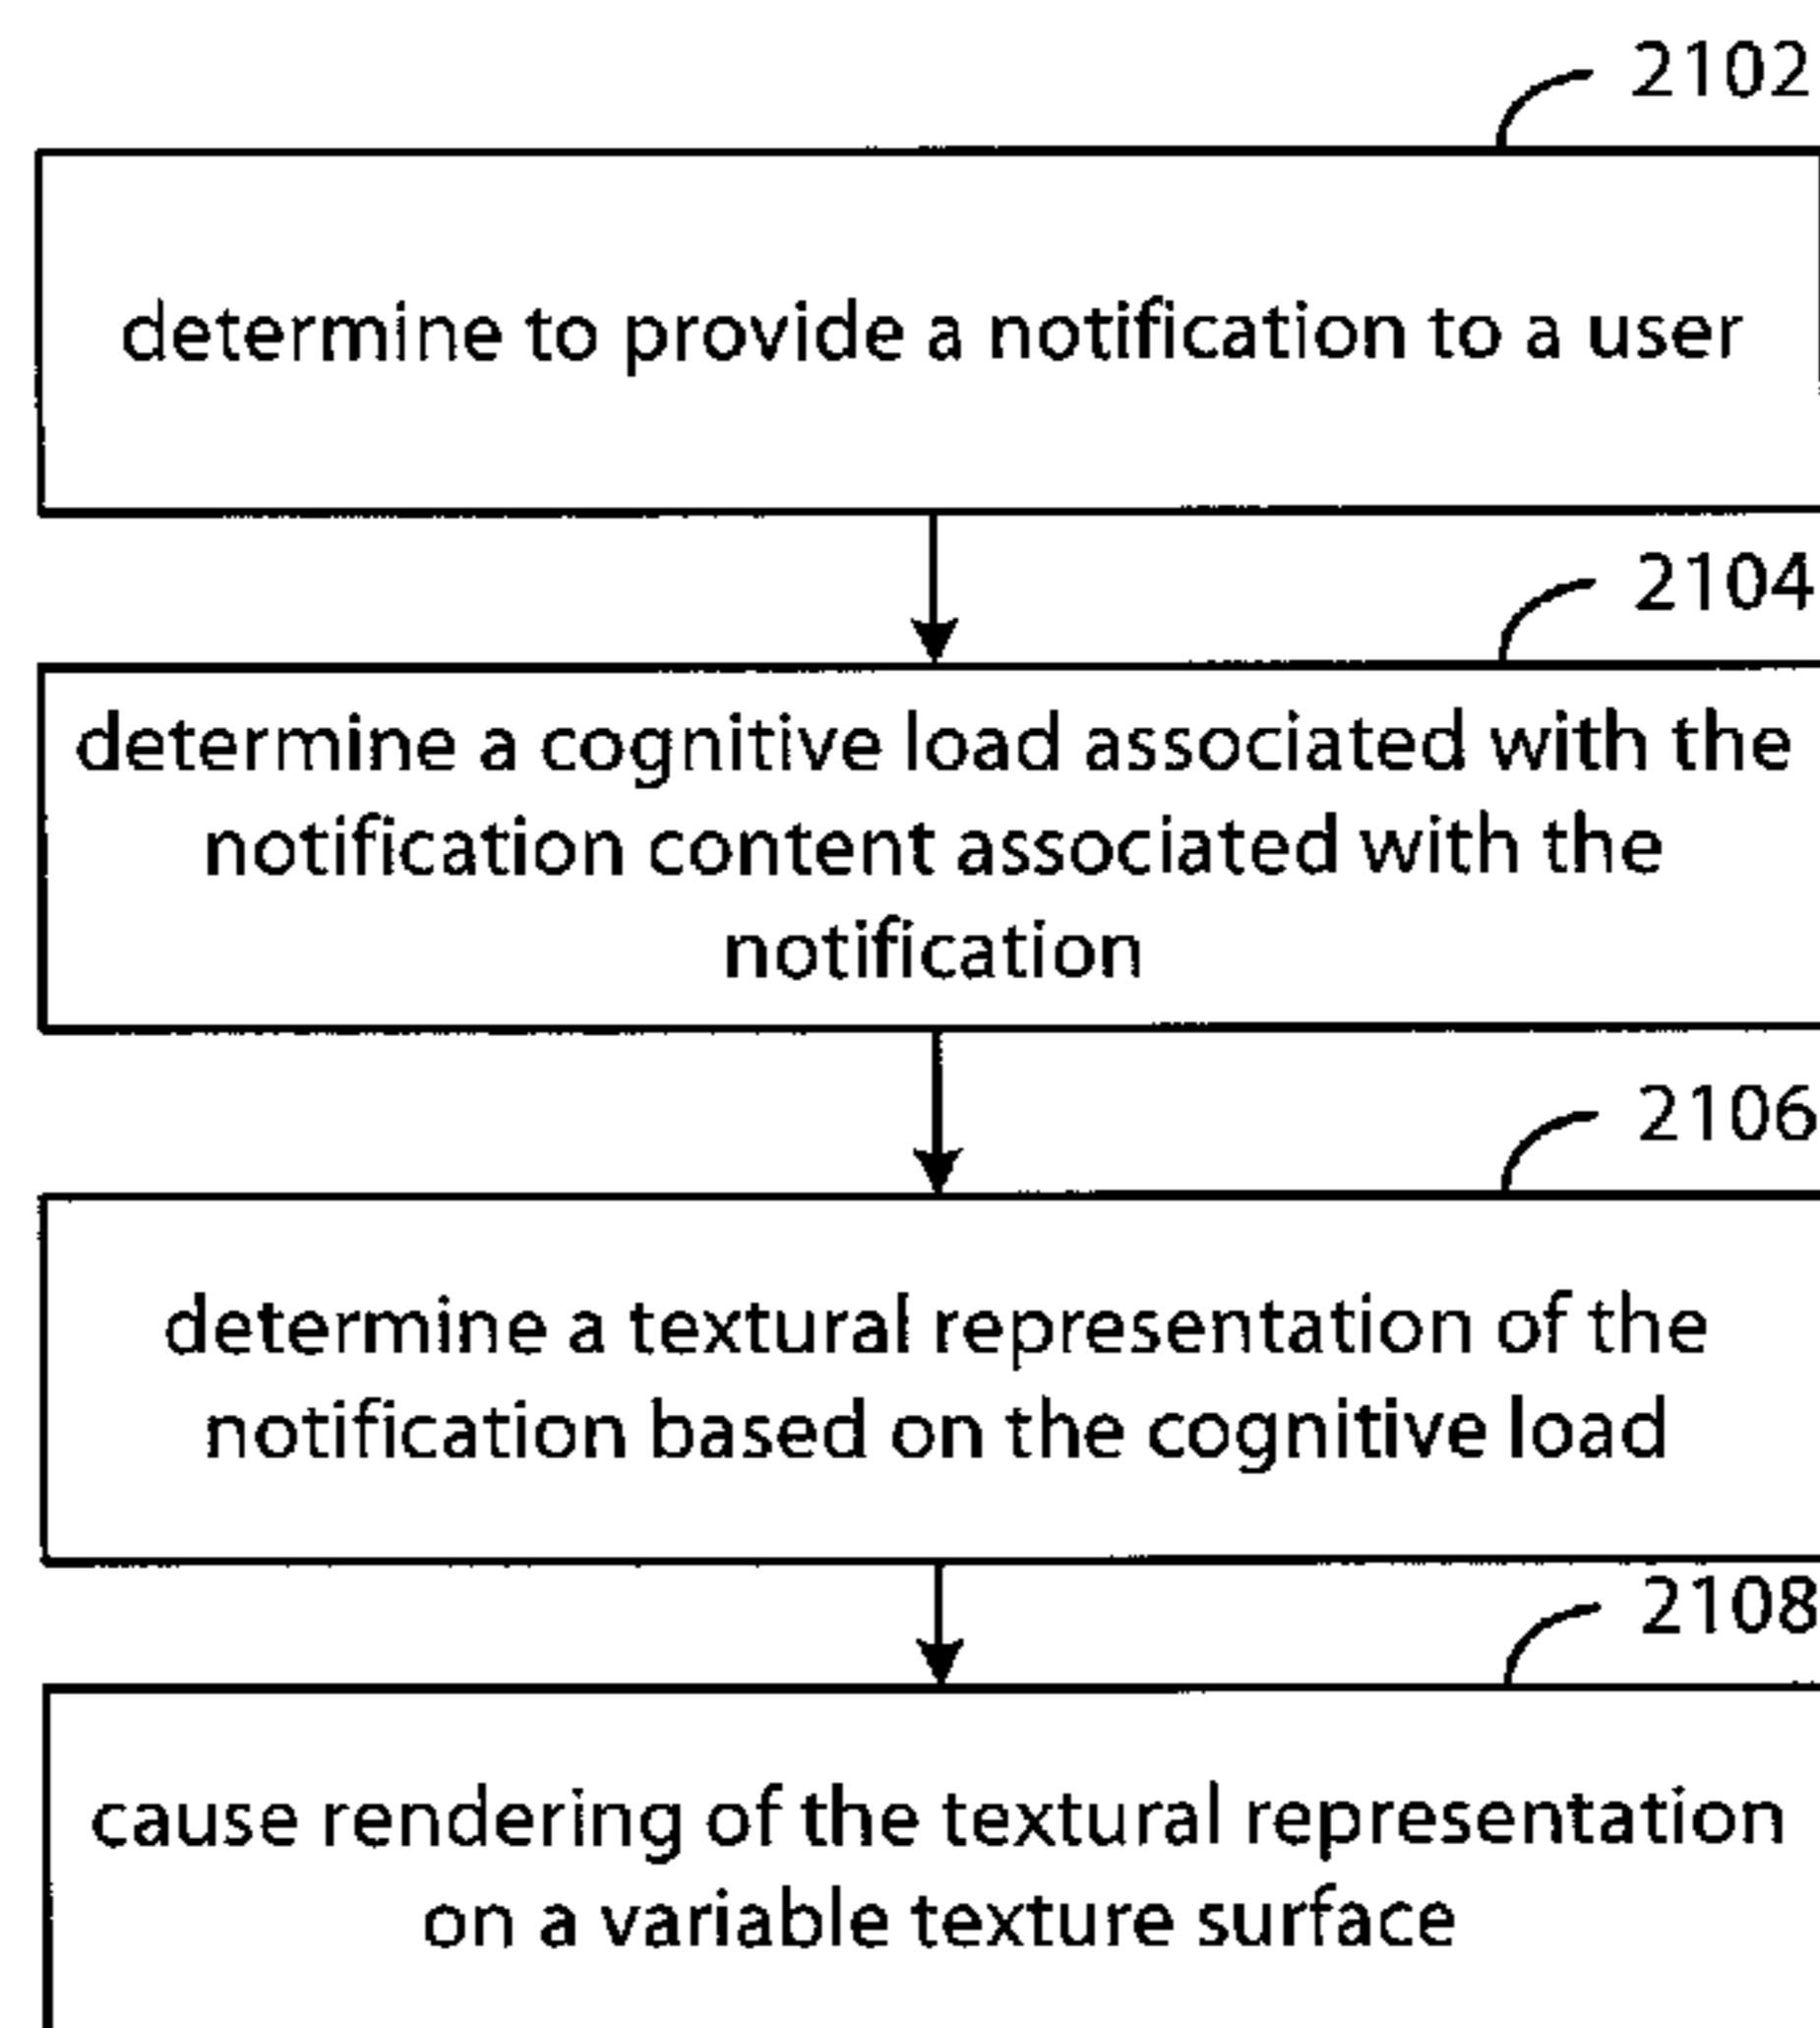 2102
determine to provide a notification to a user
2104
determine a cognitive load associated with the
notification content associated with the
notification
2106
determine a textural representation of the
notification based on the cognitive load
2108
cause rendering of the textural representation
on a variable texture surface